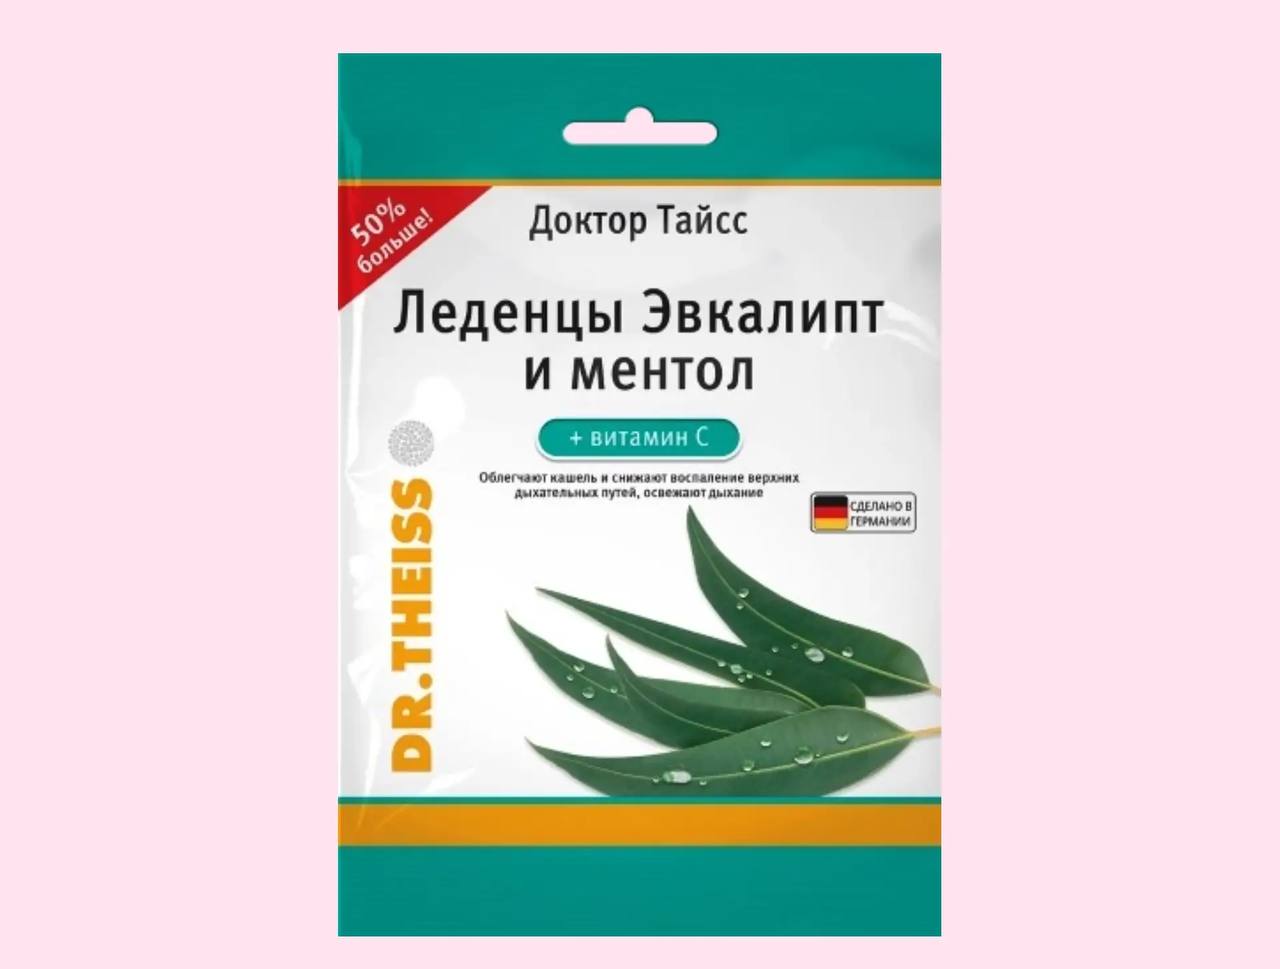 50%
больше!
Доктор Тайсс
Леденцы Эвкалипт
и ментол
+ витамин С
Облегчают кашель и снижают воспаление верхних
дыхательных путей, освежают дыхание
СДЕЛАНО В
ГЕРМАНИИ
DR.THEISS